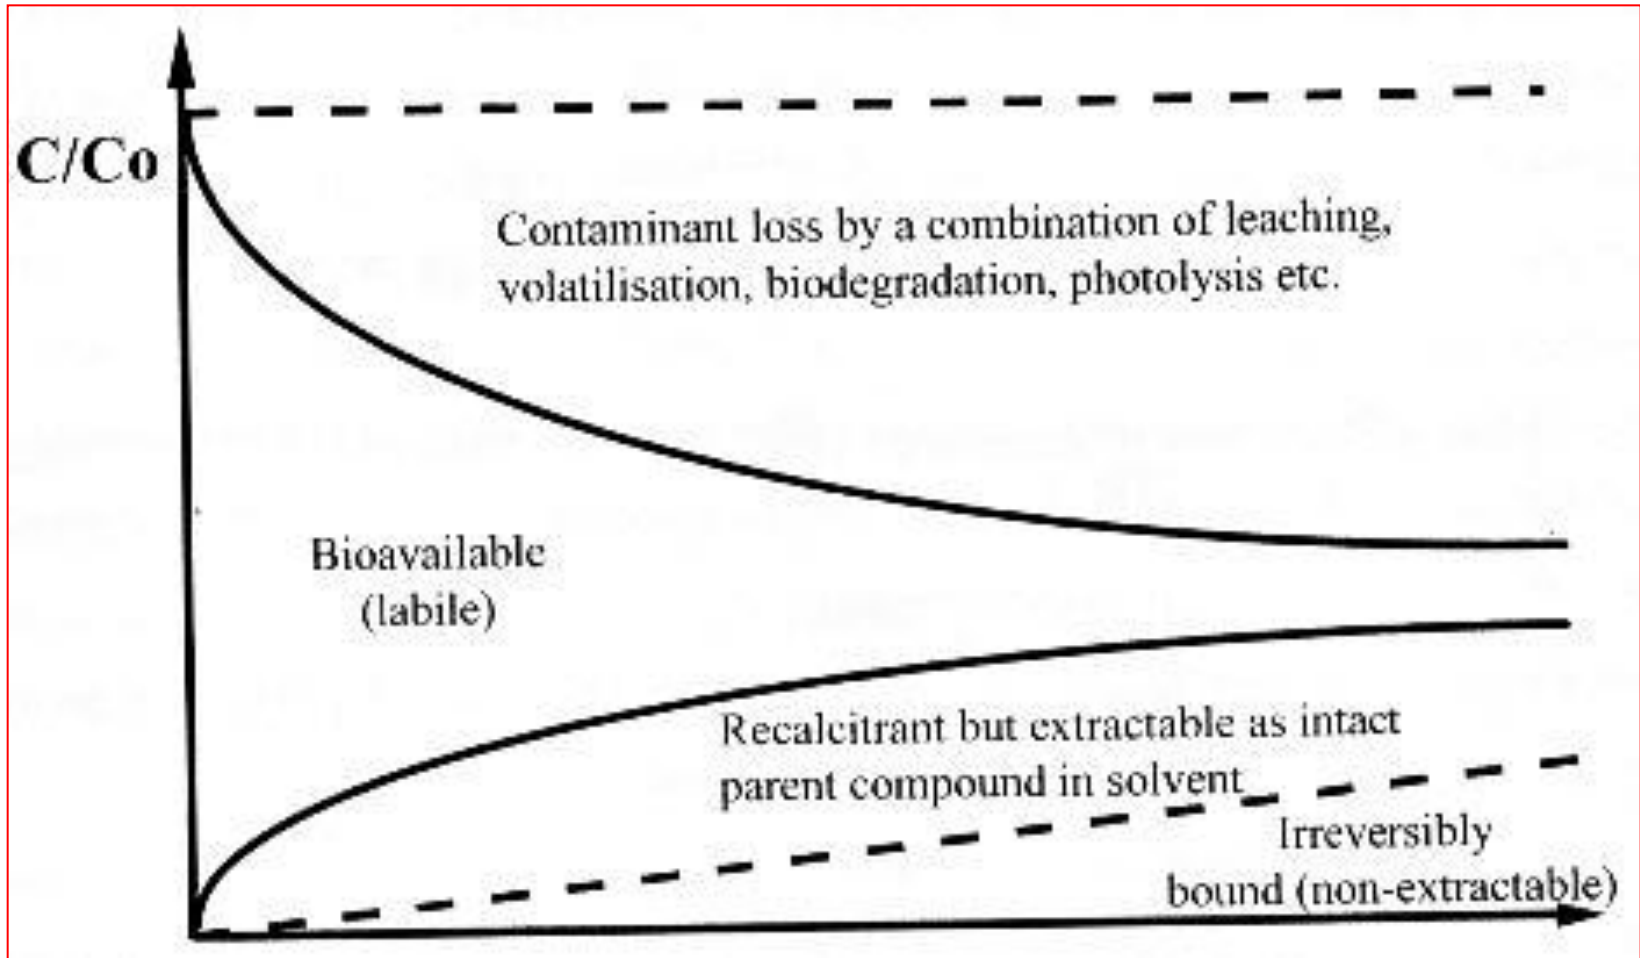 C/Co
Contaminant loss by a combination of leaching,
volatilisation, biodegradation, photolysis etc.
Bioavailable
(labile)
Recalcitrant but extractable as intact
parent compound in solvent
Irreversibly
bound (non-extractable)